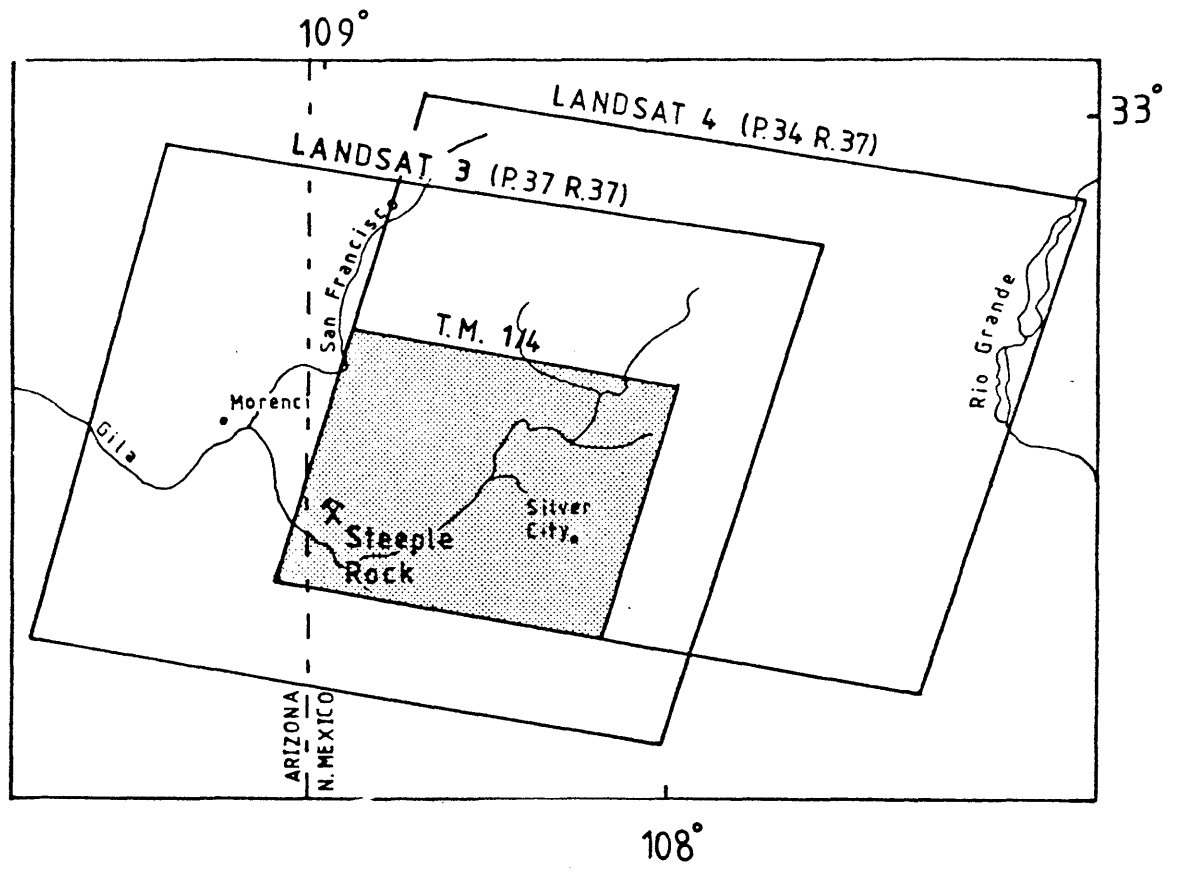 109°
33°
LANDSAT 4 (P.34 R.37)
LANDSAT 3 (P.37 R.37)
San Francisco
Rio Grande
T.M. 1/4
Morenci
Gila
Silver
City.
Steeple
Rock
ARIZONA
N. MEXICO
108°